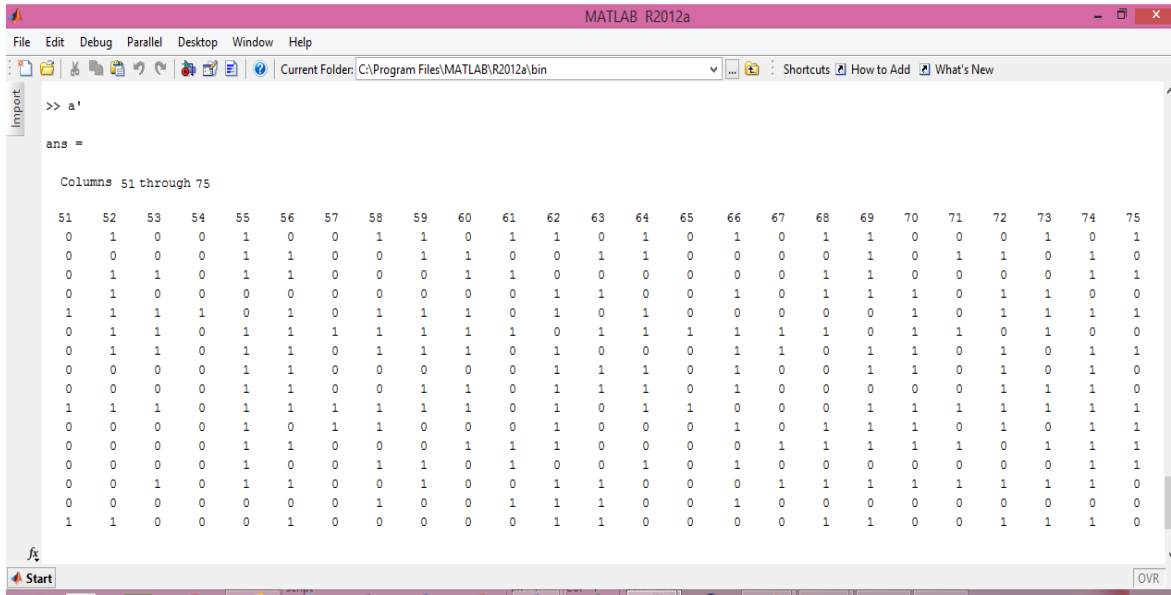 MATLAB R2012a
File Edit Debug Parallel Desktop Window Help
Current Folder: C:\Program Files\MATLAB\R2012a\bin Shortcuts How to Add What's New
Import
>> a'
ans =
Columns 51 through 75
51 52 53 54 55 56 57 58 59 60 61 62 63 64 65 66 67 68 69 70 71 72 73 74 75
0 1 0 0 1 0 0 1 1 0 1 1 0 1 0 1 0 1 1 0 0 0 1 0 1
0 0 0 0 1 1 0 0 1 1 0 0 1 1 0 0 0 0 1 0 1 1 0 1 0
0 1 1 0 1 1 0 0 0 1 1 0 0 0 0 0 0 1 1 0 0 0 0 1 1
0 1 0 0 0 0 0 0 0 0 0 1 1 0 0 1 0 1 1 1 0 1 1 0 0
1 1 1 1 0 1 0 1 1 1 0 1 0 1 0 0 0 0 0 1 0 1 1 1 1
0 1 1 0 1 1 1 1 1 1 1 0 1 1 1 1 1 1 0 1 1 0 1 0 0
0 1 1 0 1 1 0 1 1 1 0 1 0 0 0 1 1 0 1 1 0 1 0 1 1
0 0 0 0 1 1 0 0 0 0 0 1 1 1 0 1 0 0 1 1 0 1 0 1 0
0 0 0 0 1 1 0 0 1 1 0 1 1 1 0 1 0 0 0 0 0 1 1 1 0
1 1 1 0 1 1 1 1 1 1 0 1 0 1 1 0 0 0 1 1 1 1 1 1 1
0 0 0 0 1 0 1 1 0 0 0 1 0 0 0 1 0 1 1 1 0 1 0 1 1
0 0 0 0 1 1 0 0 0 1 1 1 0 0 0 0 1 1 1 1 1 0 1 1 1
0 0 0 0 1 0 0 1 1 0 1 0 0 1 0 1 0 0 0 0 0 0 0 1 1
0 0 1 0 1 1 0 0 1 0 0 1 1 0 0 0 1 1 1 1 1 1 1 1 0
0 0 0 0 0 0 0 1 0 0 1 1 1 0 0 1 0 0 0 0 0 0 0 0 0
1 1 0 0 0 1 0 0 0 0 0 1 1 0 0 0 0 1 1 0 0 1 1 1 0
fx
Start OVR